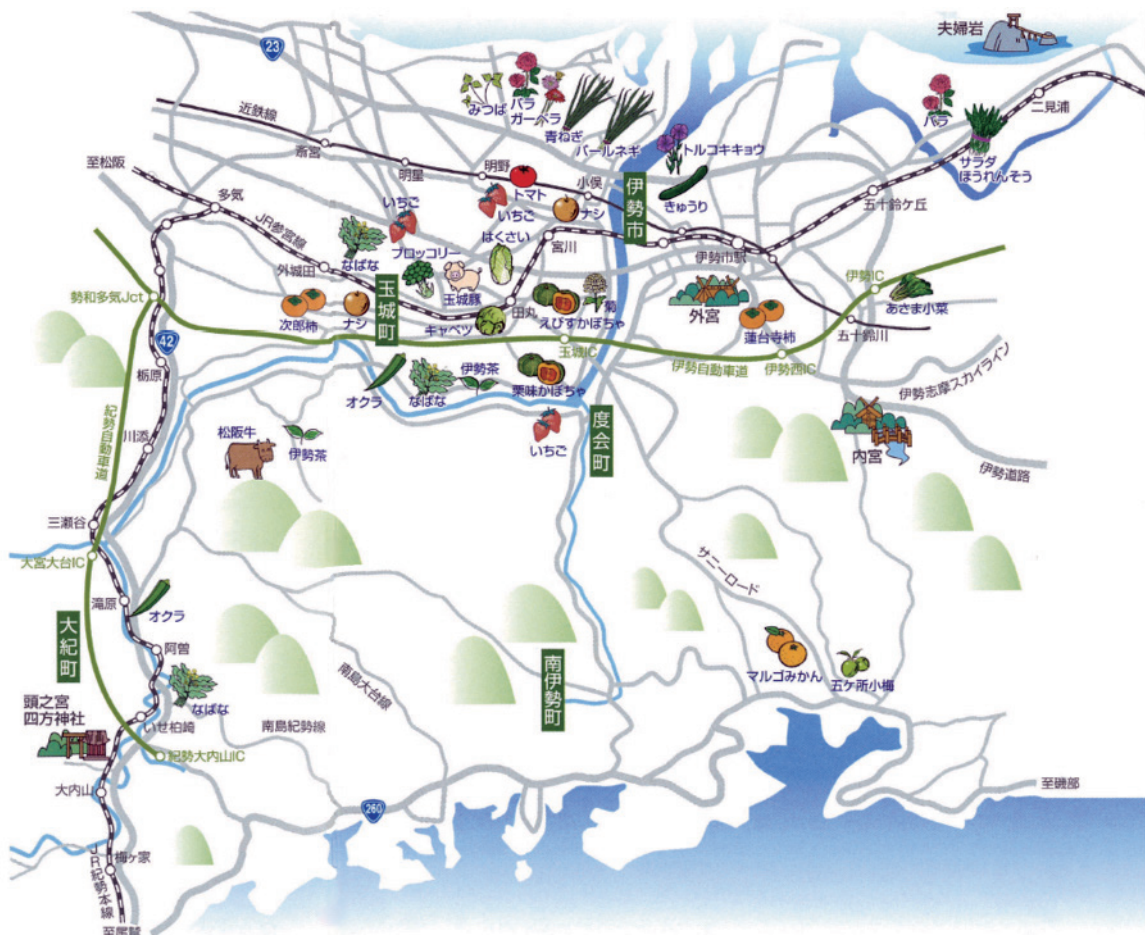 夫婦岩
23
みつば
バラ
ガーベラ
青ねぎ
パールネギ
バラ
二見浦
近鉄線
斎宮
明星
明野
トマト
小俣
トルコキキョウ
きゅうり
サラダ
ほうれんそう
至松阪
多気
JR参宮線
いちご
いちご
ナシ
伊勢市
五十鈴ヶ丘
なばな
ブロッコリー
はくさい
宮川
伊勢市駅
外城田
玉城豚
伊勢IC
勢和多気Jct
次郎柿
ナシ
玉城町
キャベツ
田丸
菊
えびすかぼちゃ
外宮
蓮台寺柿
あさま小菜
五十鈴川
42
栃原
玉城IC
伊勢自動車道
伊勢西IC
伊勢志摩スカイライン
オクラ
なばな
伊勢茶
栗味かぼちゃ
紀勢自動車道
川添
松阪牛
伊勢茶
いちご
度会町
内宮
伊勢道路
三瀬谷
大宮大台IC
サニーロード
滝原
オクラ
大紀町
阿曽
南島大台線
南伊勢町
マルゴみかん
五ケ所小梅
頭之宮
四方神社
なばな
いせ柏崎
南島紀勢線
紀勢大内山IC
大内山
260
至磯部
梅ヶ家
JR紀勢本線
至尾鷲